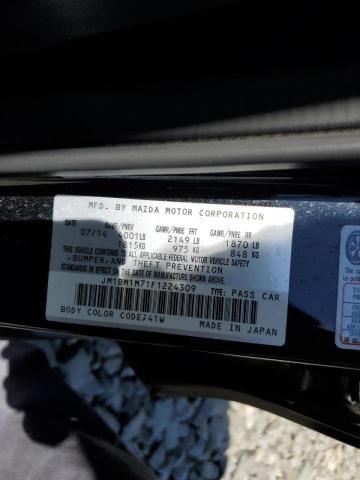 MFD. BY MAZDA MOTOR CORPORATION
GVWR/PNBV GAWR/PNBE FRT GAWR/PNBE RR
07/14 4001LB 2149 LB 1870 LB
1815KG 975 KG 848 KG
THIS VEHICLE CONFORMS TO ALL APPLICABLE FEDERAL MOTOR VEHICLE SAFETY
, BUMPER, AND THEFT PREVENTION
STANDARDS IN EFFECT ON THE DATE OF MANUFACTURE SHOWN ABOVE.
JM1BM1M71F1224309 TYPE: PASS CAR
BODY COLOR CODE;41W MADE IN JAPAN